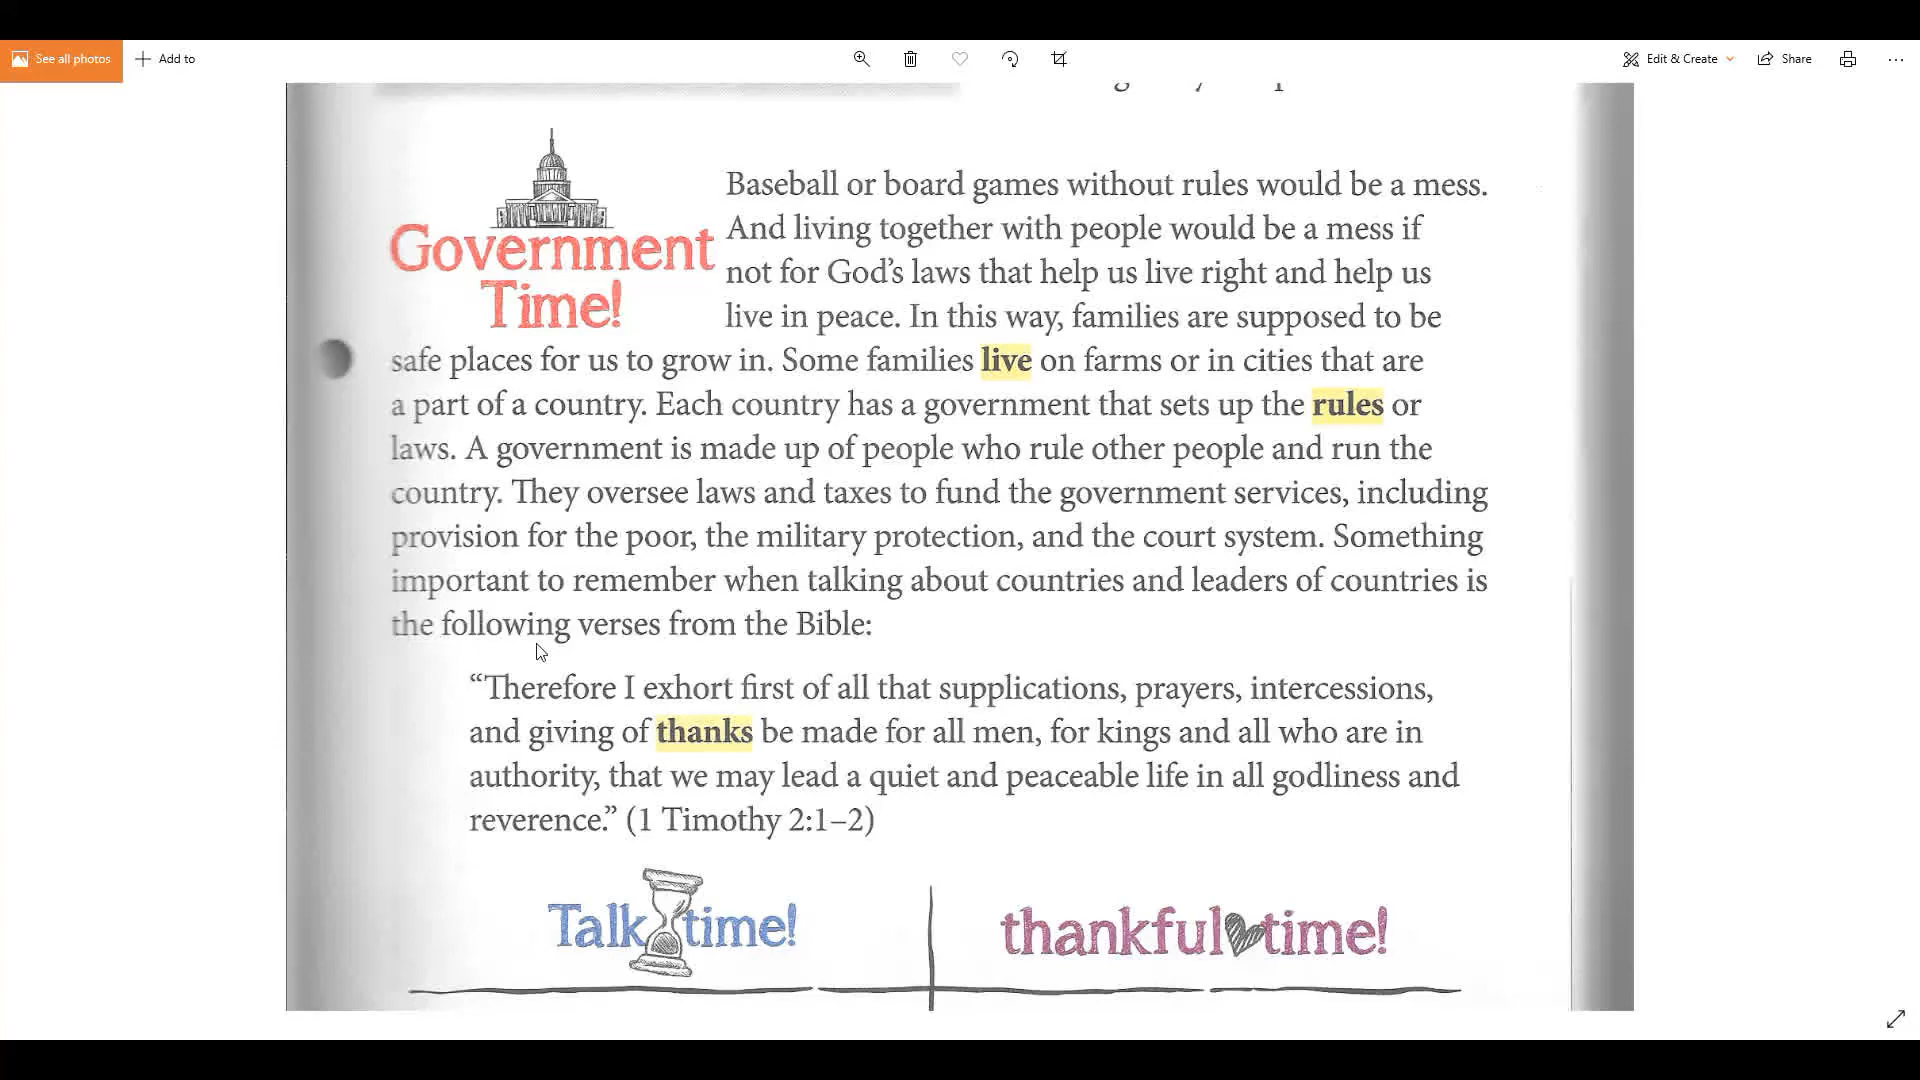 See all photos
Add to
Edit & Create
Share
Government
Time!
Baseball or board games without rules would be a mess.
And living together with people would be a mess if
not for God's laws that help us live right and help us
live in peace. In this way, families are supposed to be
safe places for us to grow in. Some families live on farms or in cities that are
a part of a country. Each country has a government that sets up the rules or
laws. A government is made up of people who rule other people and run the
country. They oversee laws and taxes to fund the government services, including
provision for the poor, the military protection, and the court system. Something
important to remember when talking about countries and leaders of countries is
the following verses from the Bible:
“Therefore I exhort first of all that supplications, prayers, intercessions,
and giving of thanks be made for all men, for kings and all who are in
authority, that we may lead a quiet and peaceable life in all godliness and
reverence.” (1 Timothy 2:1–2)
Talk time!
thankful time!